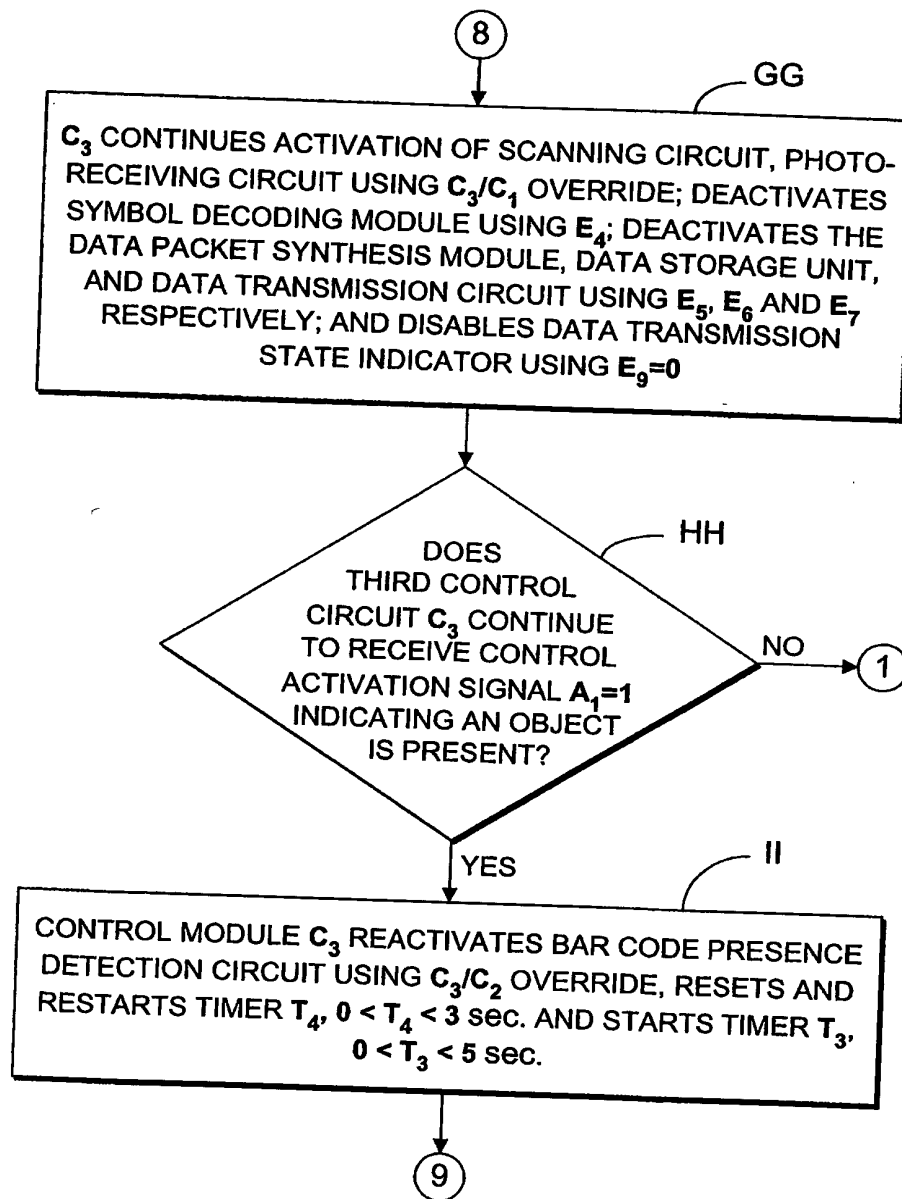 8
GG
C3 CONTINUES ACTIVATION OF SCANNING CIRCUIT, PHOTO-
RECEIVING CIRCUIT USING C3/C1 OVERRIDE; DEACTIVATES
SYMBOL DECODING MODULE USING E4; DEACTIVATES THE
DATA PACKET SYNTHESIS MODULE, DATA STORAGE UNIT,
AND DATA TRANSMISSION CIRCUIT USING E5, E6 AND E7
RESPECTIVELY; AND DISABLES DATA TRANSMISSION
STATE INDICATOR USING E9=0
HH
DOES
THIRD CONTROL
CIRCUIT C3 CONTINUE
TO RECEIVE CONTROL
ACTIVATION SIGNAL A1=1
INDICATING AN OBJECT
IS PRESENT?
NO
1
YES
II
CONTROL MODULE C3 REACTIVATES BAR CODE PRESENCE
DETECTION CIRCUIT USING C3/C2 OVERRIDE, RESETS AND
RESTARTS TIMER T4, 0 < T4 < 3 sec. AND STARTS TIMER T3,
0 < T3 < 5 sec.
9